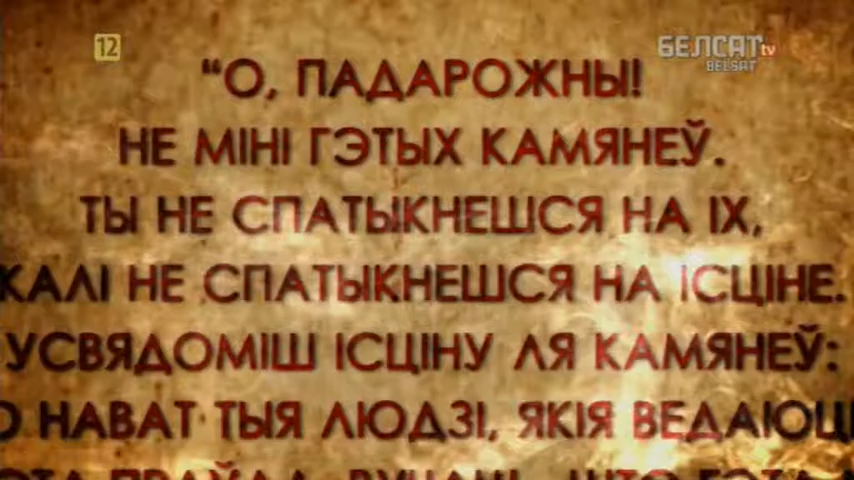 12
БЕЛСАТ tv
BELSAT
“О, ПАДАРОЖНЫ!
НЕ МІНІ ГЭТЫХ КАМЯНЕЎ.
ТЫ НЕ СПАТЫКНЕШСЯ НА ІХ,
КАЛІ НЕ СПАТЫКНЕШСЯ НА ІСЦІНЕ.
УСВЯДОМІШ ІСЦІНУ ЛЯ КАМЯНЕЎ:
НАВАТ ТЫЯ ЛЮДЗІ, ЯКІЯ